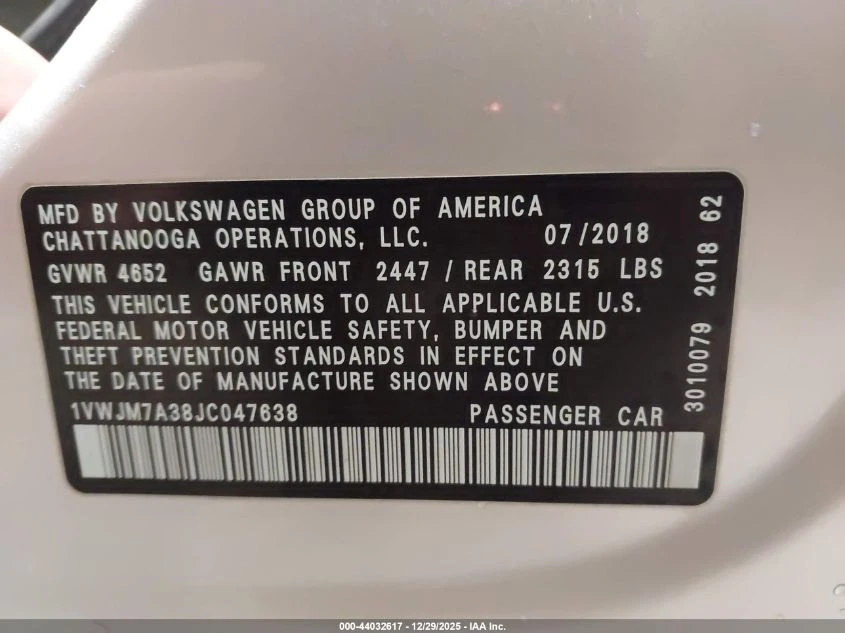 MFD BY VOLKSWAGEN GROUP OF AMERICA
CHATTANOOGA OPERATIONS, LLC. 07/2018
GVWR 4652 GAWR FRONT 2447 / REAR 2315 LBS
THIS VEHICLE CONFORMS TO ALL APPLICABLE U.S.
FEDERAL MOTOR VEHICLE SAFETY, BUMPER AND
THEFT PREVENTION STANDARDS IN EFFECT ON
THE DATE OF MANUFACTURE SHOWN ABOVE
1VWJM7A38JC047638 PASSENGER CAR
3010079 2018 62
000-44032617 - 12/29/2025 - IAA Inc.